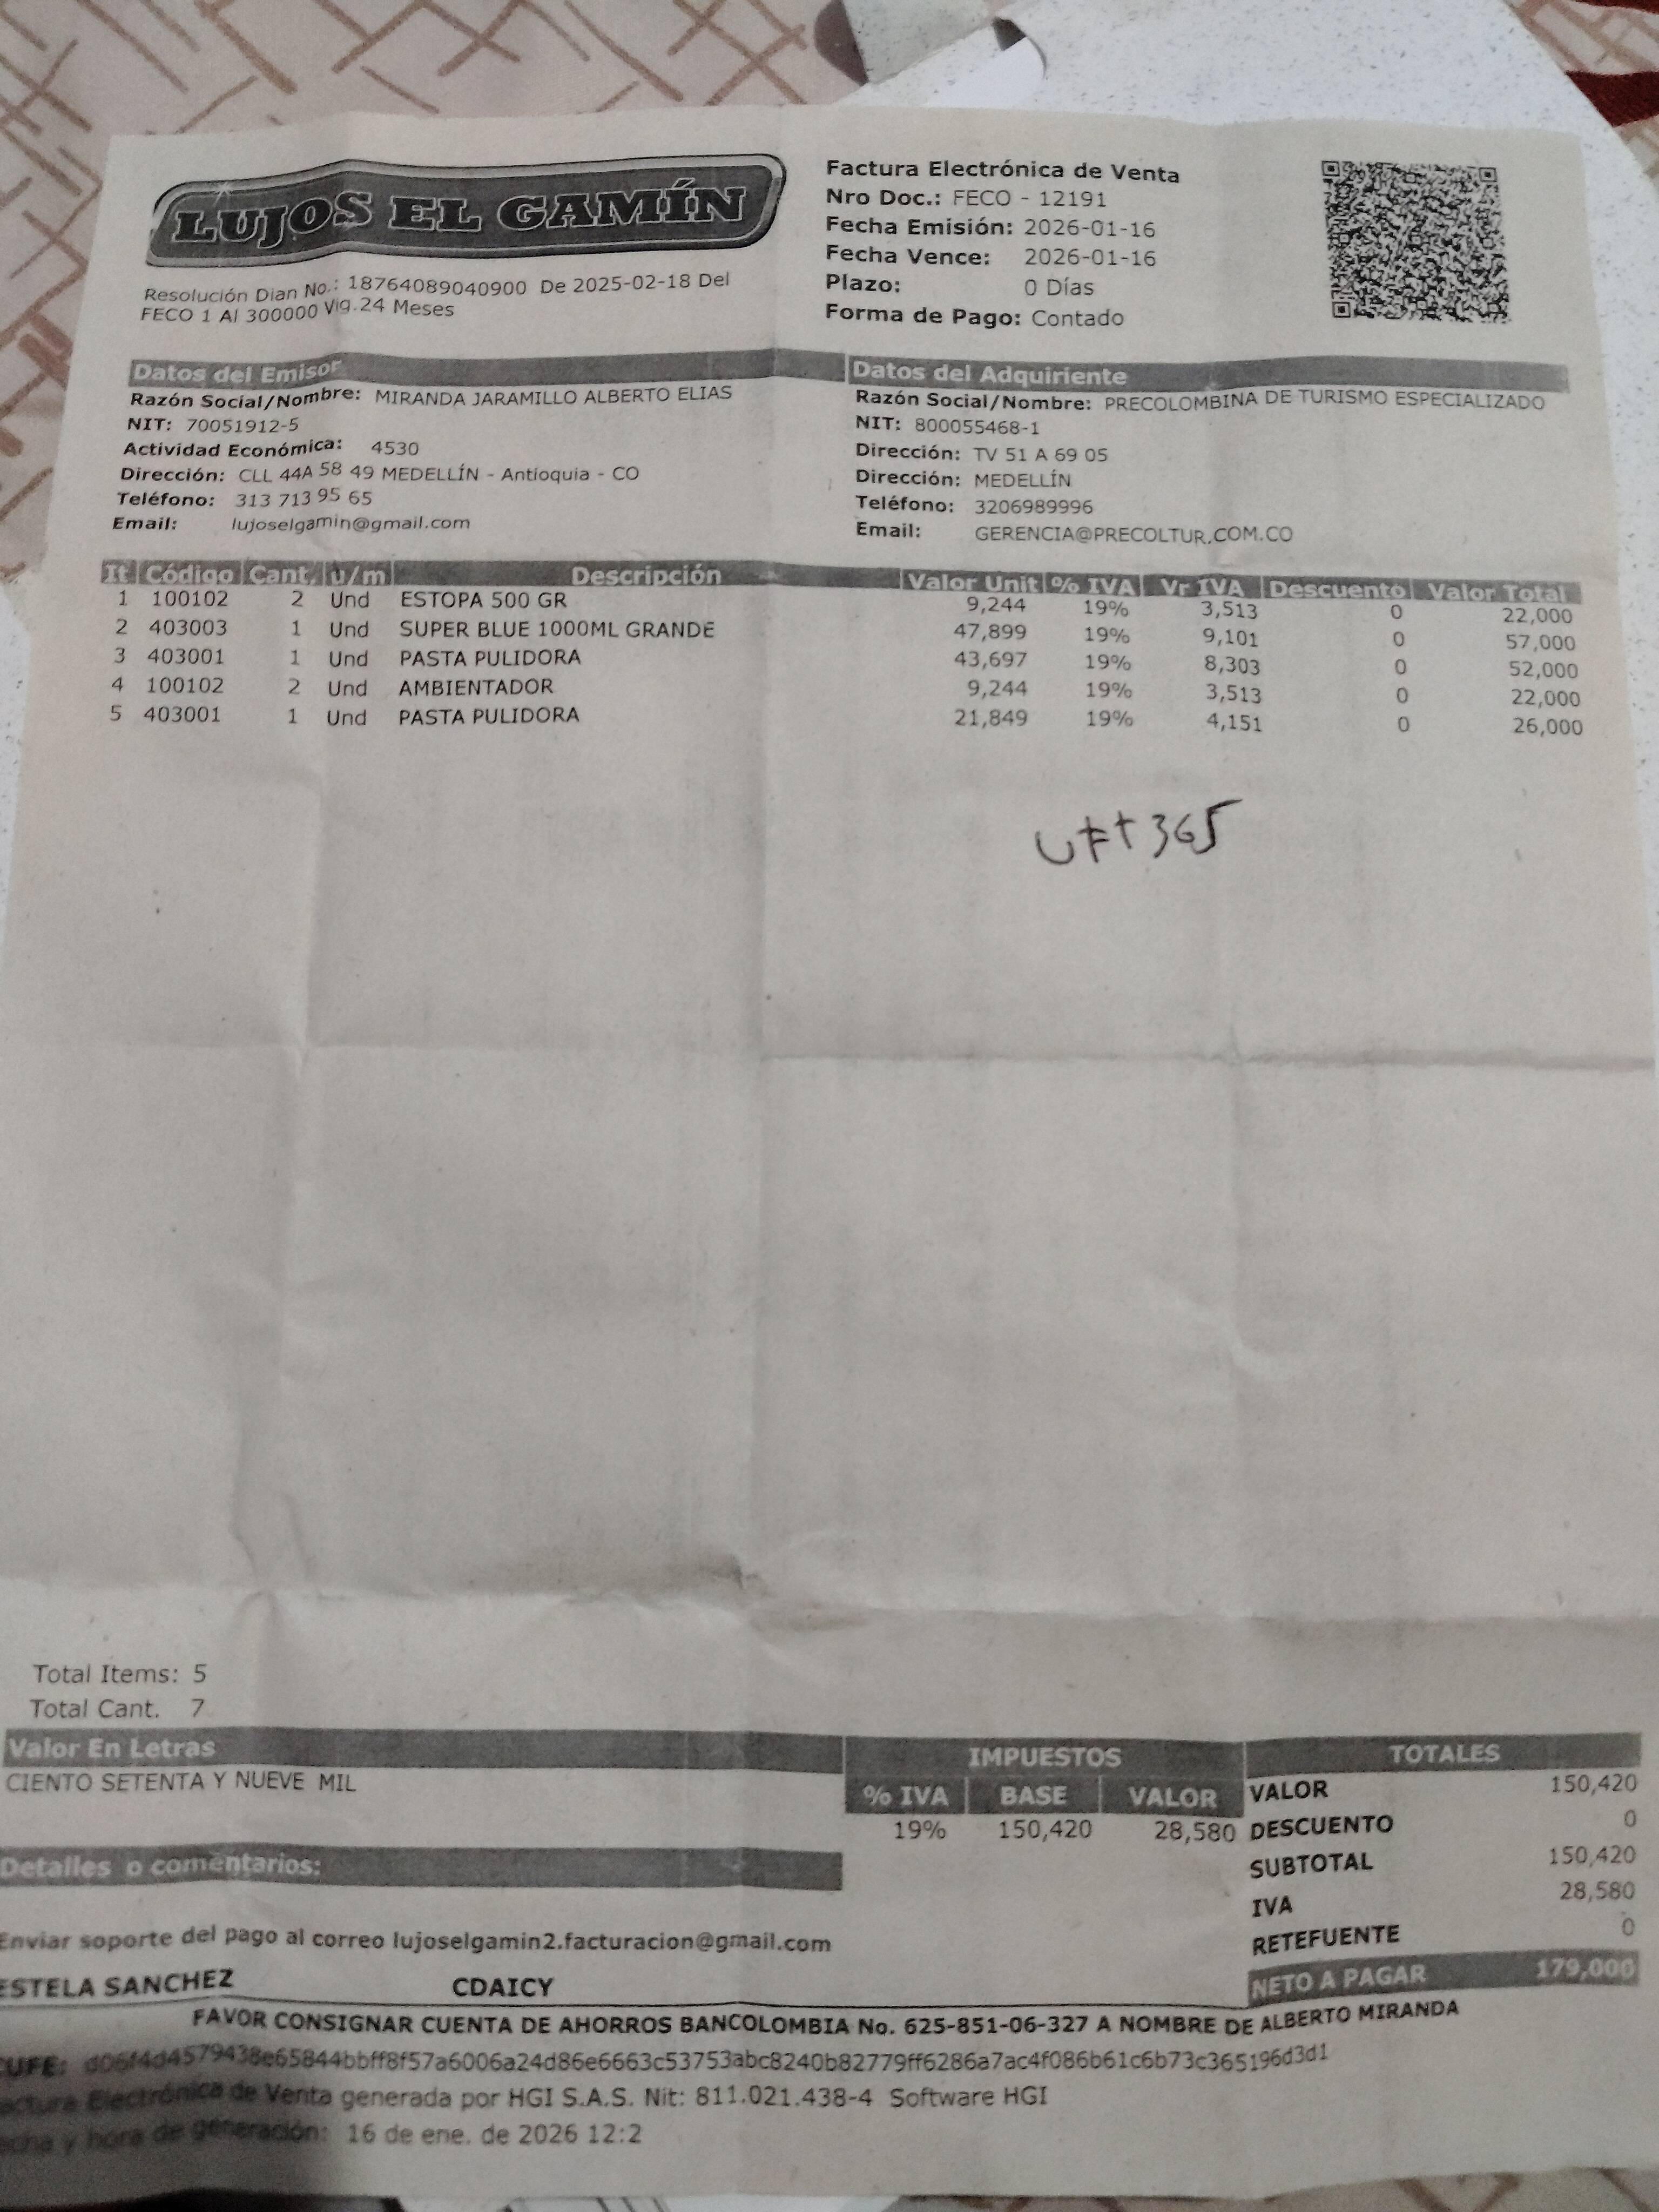 LUJOS EL GAMÍN
Resolución Dian No.: 18764089040900 De 2025-02-18 Del
FECO 1 Al 300000 Vig.24 Meses
Factura Electrónica de Venta
Nro Doc.: FECO - 12191
Fecha Emisión: 2026-01-16
Fecha Vence: 2026-01-16
Plazo: 0 Días
Forma de Pago: Contado
Datos del Emisor
Razón Social/Nombre: MIRANDA JARAMILLO ALBERTO ELIAS
NIT: 70051912-5
Actividad Económica: 4530
Dirección: CLL 44A 58 49 MEDELLÍN - Antioquia - CO
Teléfono: 313 713 95 65
Email: lujoselgamin@gmail.com
Datos del Adquiriente
Razón Social/Nombre: PRECOLOMBINA DE TURISMO ESPECIALIZADO
NIT: 800055468-1
Dirección: TV 51 A 69 05
Dirección: MEDELLÍN
Teléfono: 3206989996
Email: GERENCIA@PRECOLTUR.COM.CO
It Código Cant. u/m Descripción Valor Unit % IVA Vr IVA Descuento Valor Total
1 100102 2 Und ESTOPA 500 GR 9,244 19% 3,513 0 22,000
2 403003 1 Und SUPER BLUE 1000ML GRANDE 47,899 19% 9,101 0 57,000
3 403001 1 Und PASTA PULIDORA 43,697 19% 8,303 0 52,000
4 100102 2 Und AMBIENTADOR 9,244 19% 3,513 0 22,000
5 403001 1 Und PASTA PULIDORA 21,849 19% 4,151 0 26,000
365
Total Items: 5
Total Cant. 7
Valor En Letras
CIENTO SETENTA Y NUEVE MIL
IMPUESTOS
% IVA BASE VALOR
19% 150,420 28,580
TOTALES
VALOR 150,420
DESCUENTO 0
SUBTOTAL 150,420
IVA 28,580
RETEFUENTE 0
NETO A PAGAR 179,000
Detalles o comentarios:
Enviar soporte del pago al correo lujoselgamin2.facturacion@gmail.com
ESTELA SANCHEZ CDAICY
FAVOR CONSIGNAR CUENTA DE AHORROS BANCOLOMBIA No. 625-851-06-327 A NOMBRE DE ALBERTO MIRANDA
CUFE: d06f4d4579438e65844bbff8f57a6006a24d86e6663c53753abc8240b82779ff6286a7ac4f086b61c6b73c365196d3d1
actura Electrónica de Venta generada por HGI S.A.S. Nit: 811.021.438-4 Software HGI
echa y hora de generación: 16 de ene. de 2026 12:2